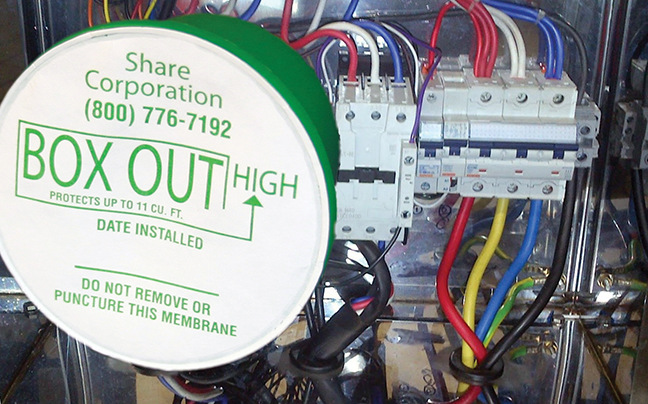 Share
Corporation
(800) 776-7192
BOX OUT HIGH
PROTECTS UP TO 11 CU. FT.
DATE INSTALLED
DO NOT REMOVE OR
PUNCTURE THIS MEMBRANE